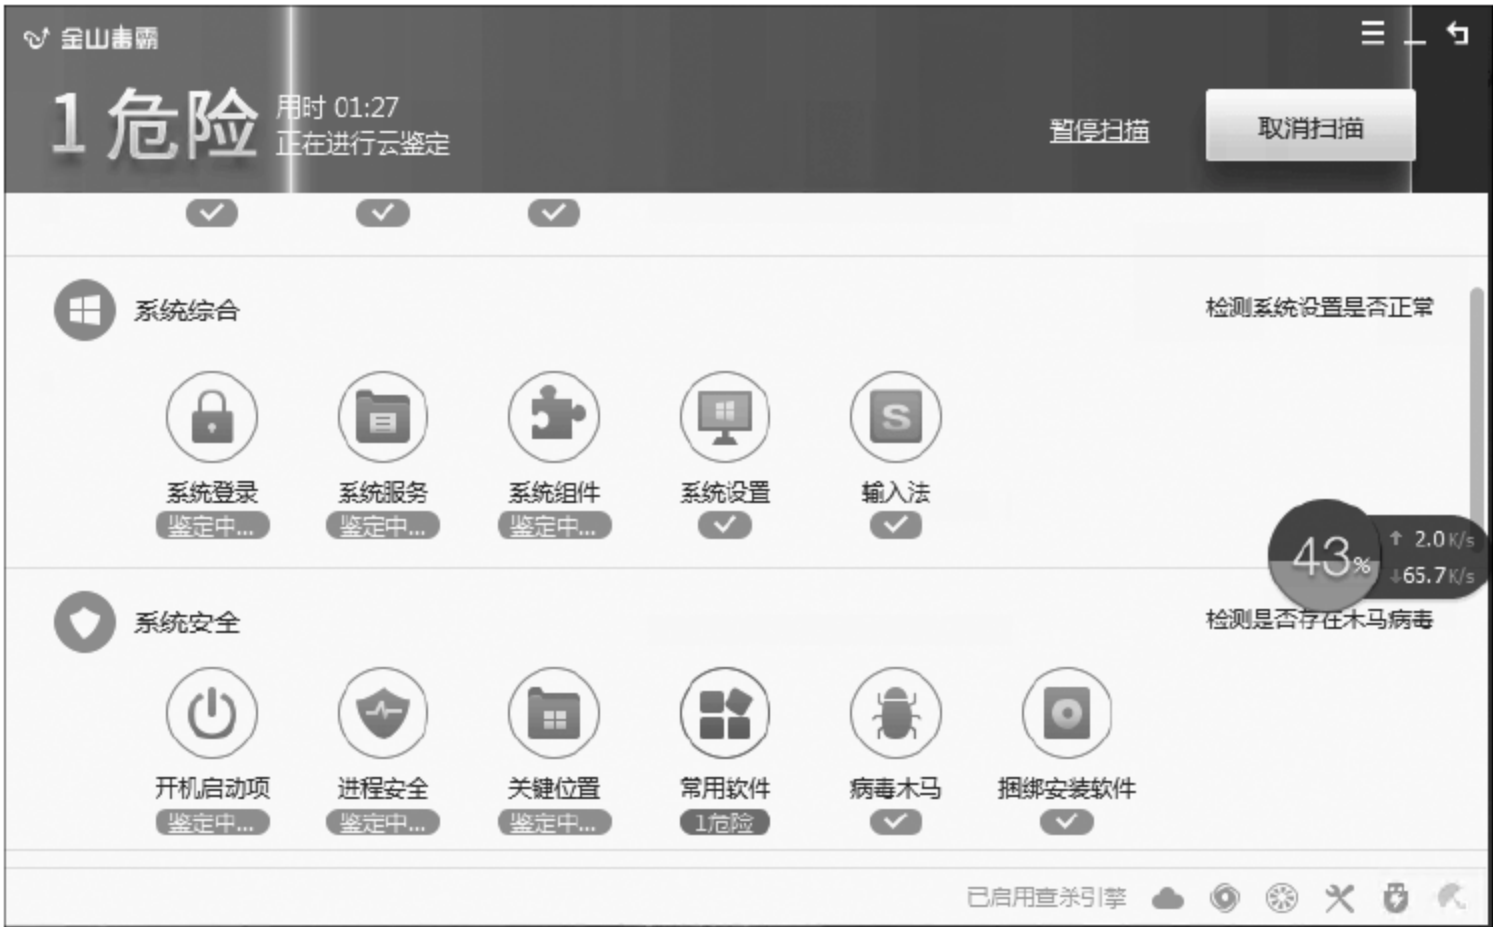 金山毒霸
1 危险
用时 01:27
正在进行云鉴定
暂停扫描
取消扫描
系统综合
检测系统设置是否正常
系统登录 系统服务 系统组件 系统设置 输入法
鉴定中... 鉴定中... 鉴定中...
43%
↑ 2.0K/s
↓65.7K/s
系统安全
检测是否存在木马病毒
开机启动项 进程安全 关键位置 常用软件 病毒木马 捆绑安装软件
鉴定中... 鉴定中... 鉴定中... 1危险
已启用查杀引擎